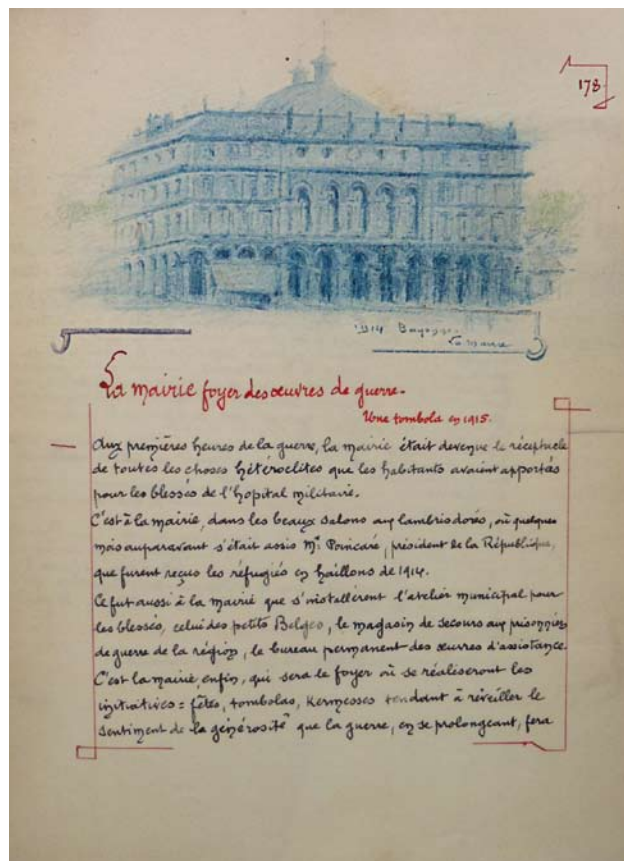 178.
1914 Bayonne.
La Mairie
La mairie foyer des œuvres de guerre.
Une tombola en 1915.
Aux premières heures de la guerre, la mairie était devenue le réceptacle
de toutes les choses hétéroclites que les habitants avaient apportés
pour les blessés de l'hopital militaire.
C'est à la mairie, dans les beaux salons aux lambris dorés, où quelques
mois auparavant s'était assis Mr. Poincaré, président de la République,
que furent reçus les réfugiés en haillons de 1914.
Ce fut aussi à la mairie que s'installèrent l'atelier municipal pour
les blessés, celui des petits Belges, le magasin de secours aux prisonniers
de guerre de la région, le bureau permanent des œuvres d'assistance.
C'est la mairie enfin, qui sera le foyer où se réaliseront les
initiatives = fêtes, tombolas, Kermesses tendant à réveiller le
sentiment de la générosité que la guerre, en se prolongeant, fera